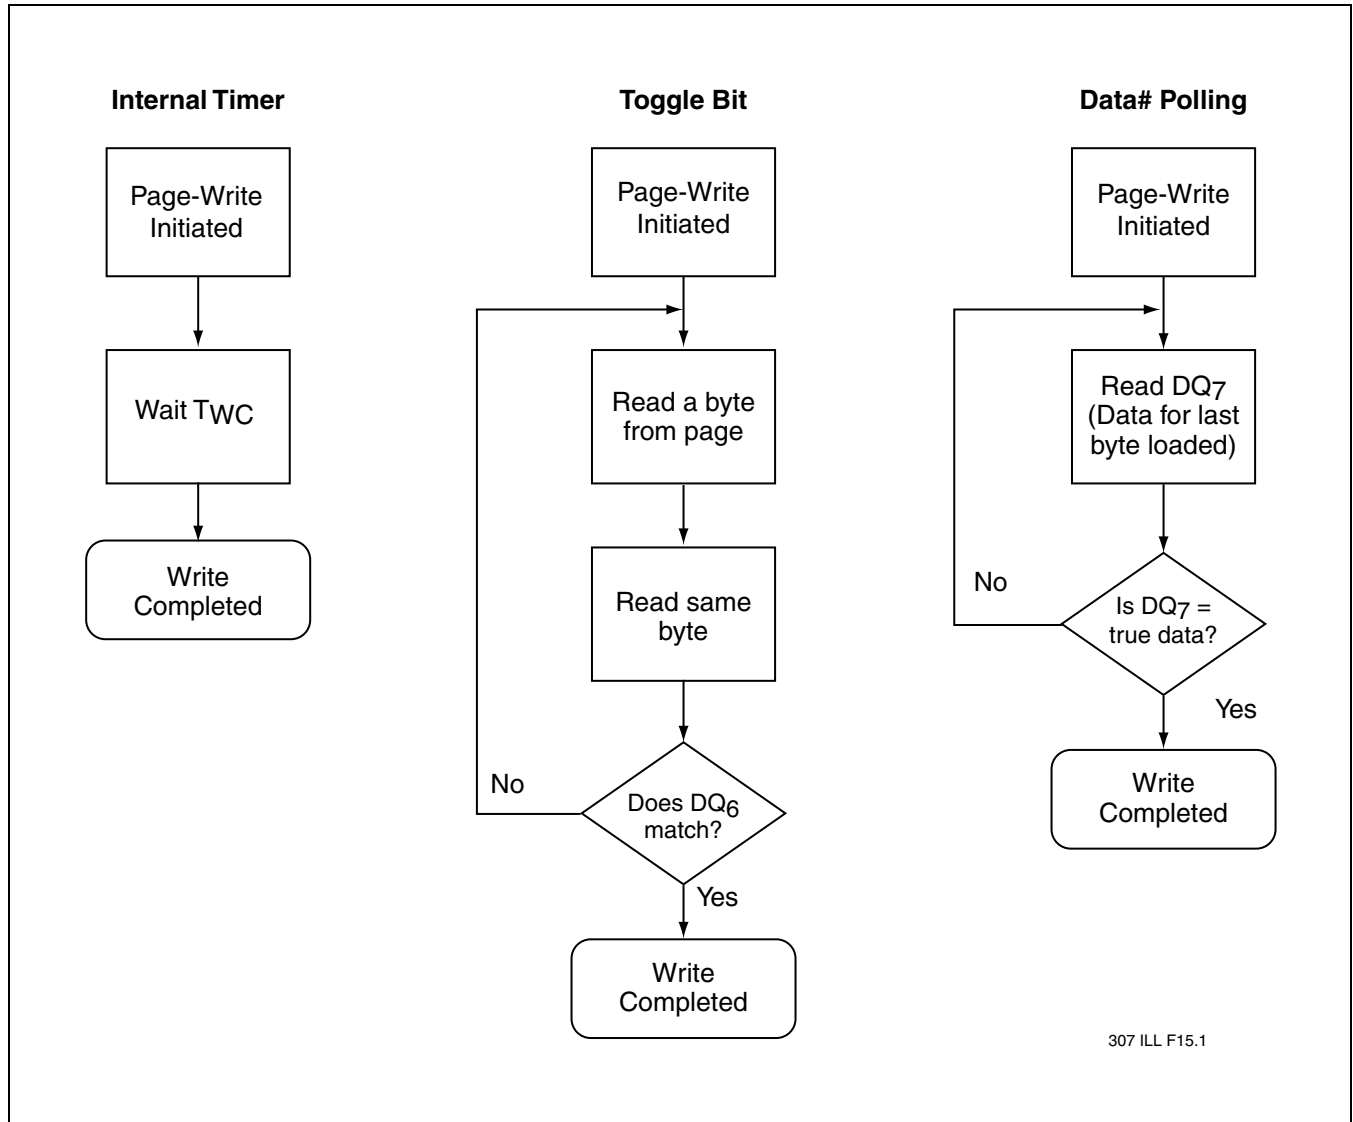 Internal Timer
Page-Write
Initiated
Wait TWC
Write
Completed
Toggle Bit
Page-Write
Initiated
Read a byte
from page
Read same
byte
No
Does DQ6
match?
Yes
Write
Completed
Data# Polling
Page-Write
Initiated
Read DQ7
(Data for last
byte loaded)
No
Is DQ7 =
true data?
Yes
Write
Completed
307 ILL F15.1